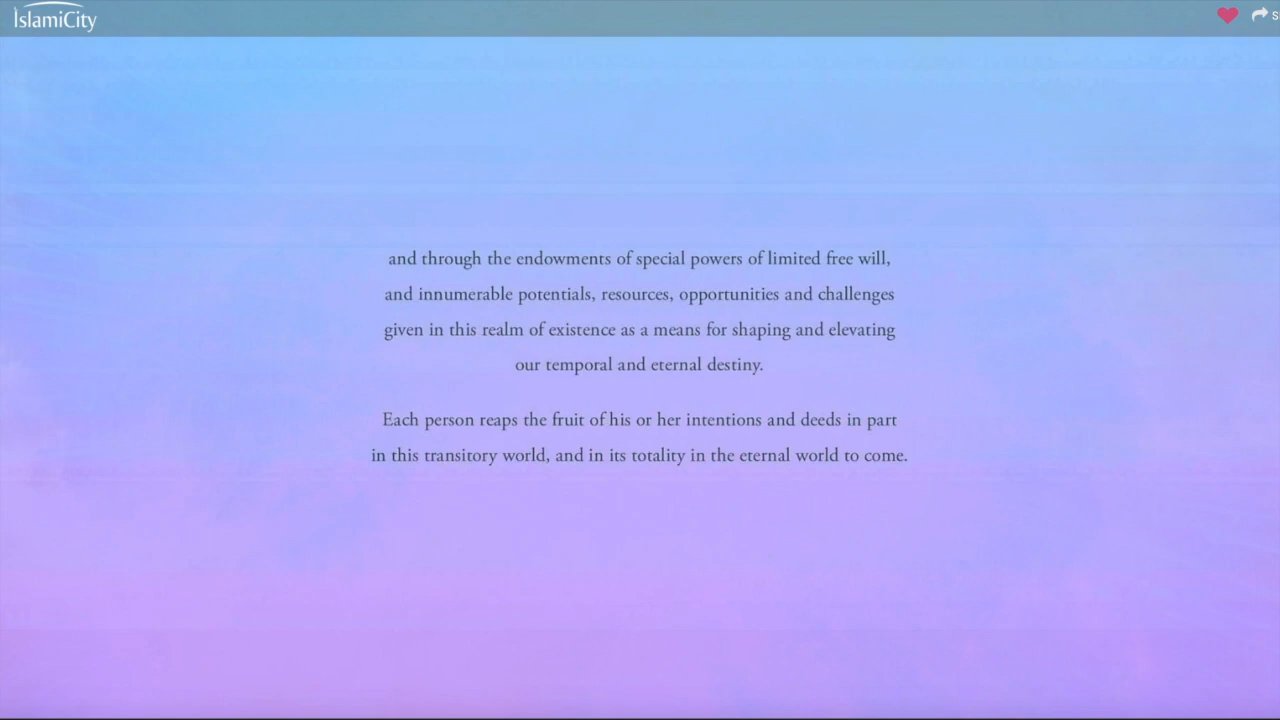 IslamiCity
S
and through the endowments of special powers of limited free will,
and innumerable potentials, resources, opportunities and challenges
given in this realm of existence as a means for shaping and elevating
our temporal and eternal destiny.
Each person reaps the fruit of his or her intentions and deeds in part
in this transitory world, and in its totality in the eternal world to come.